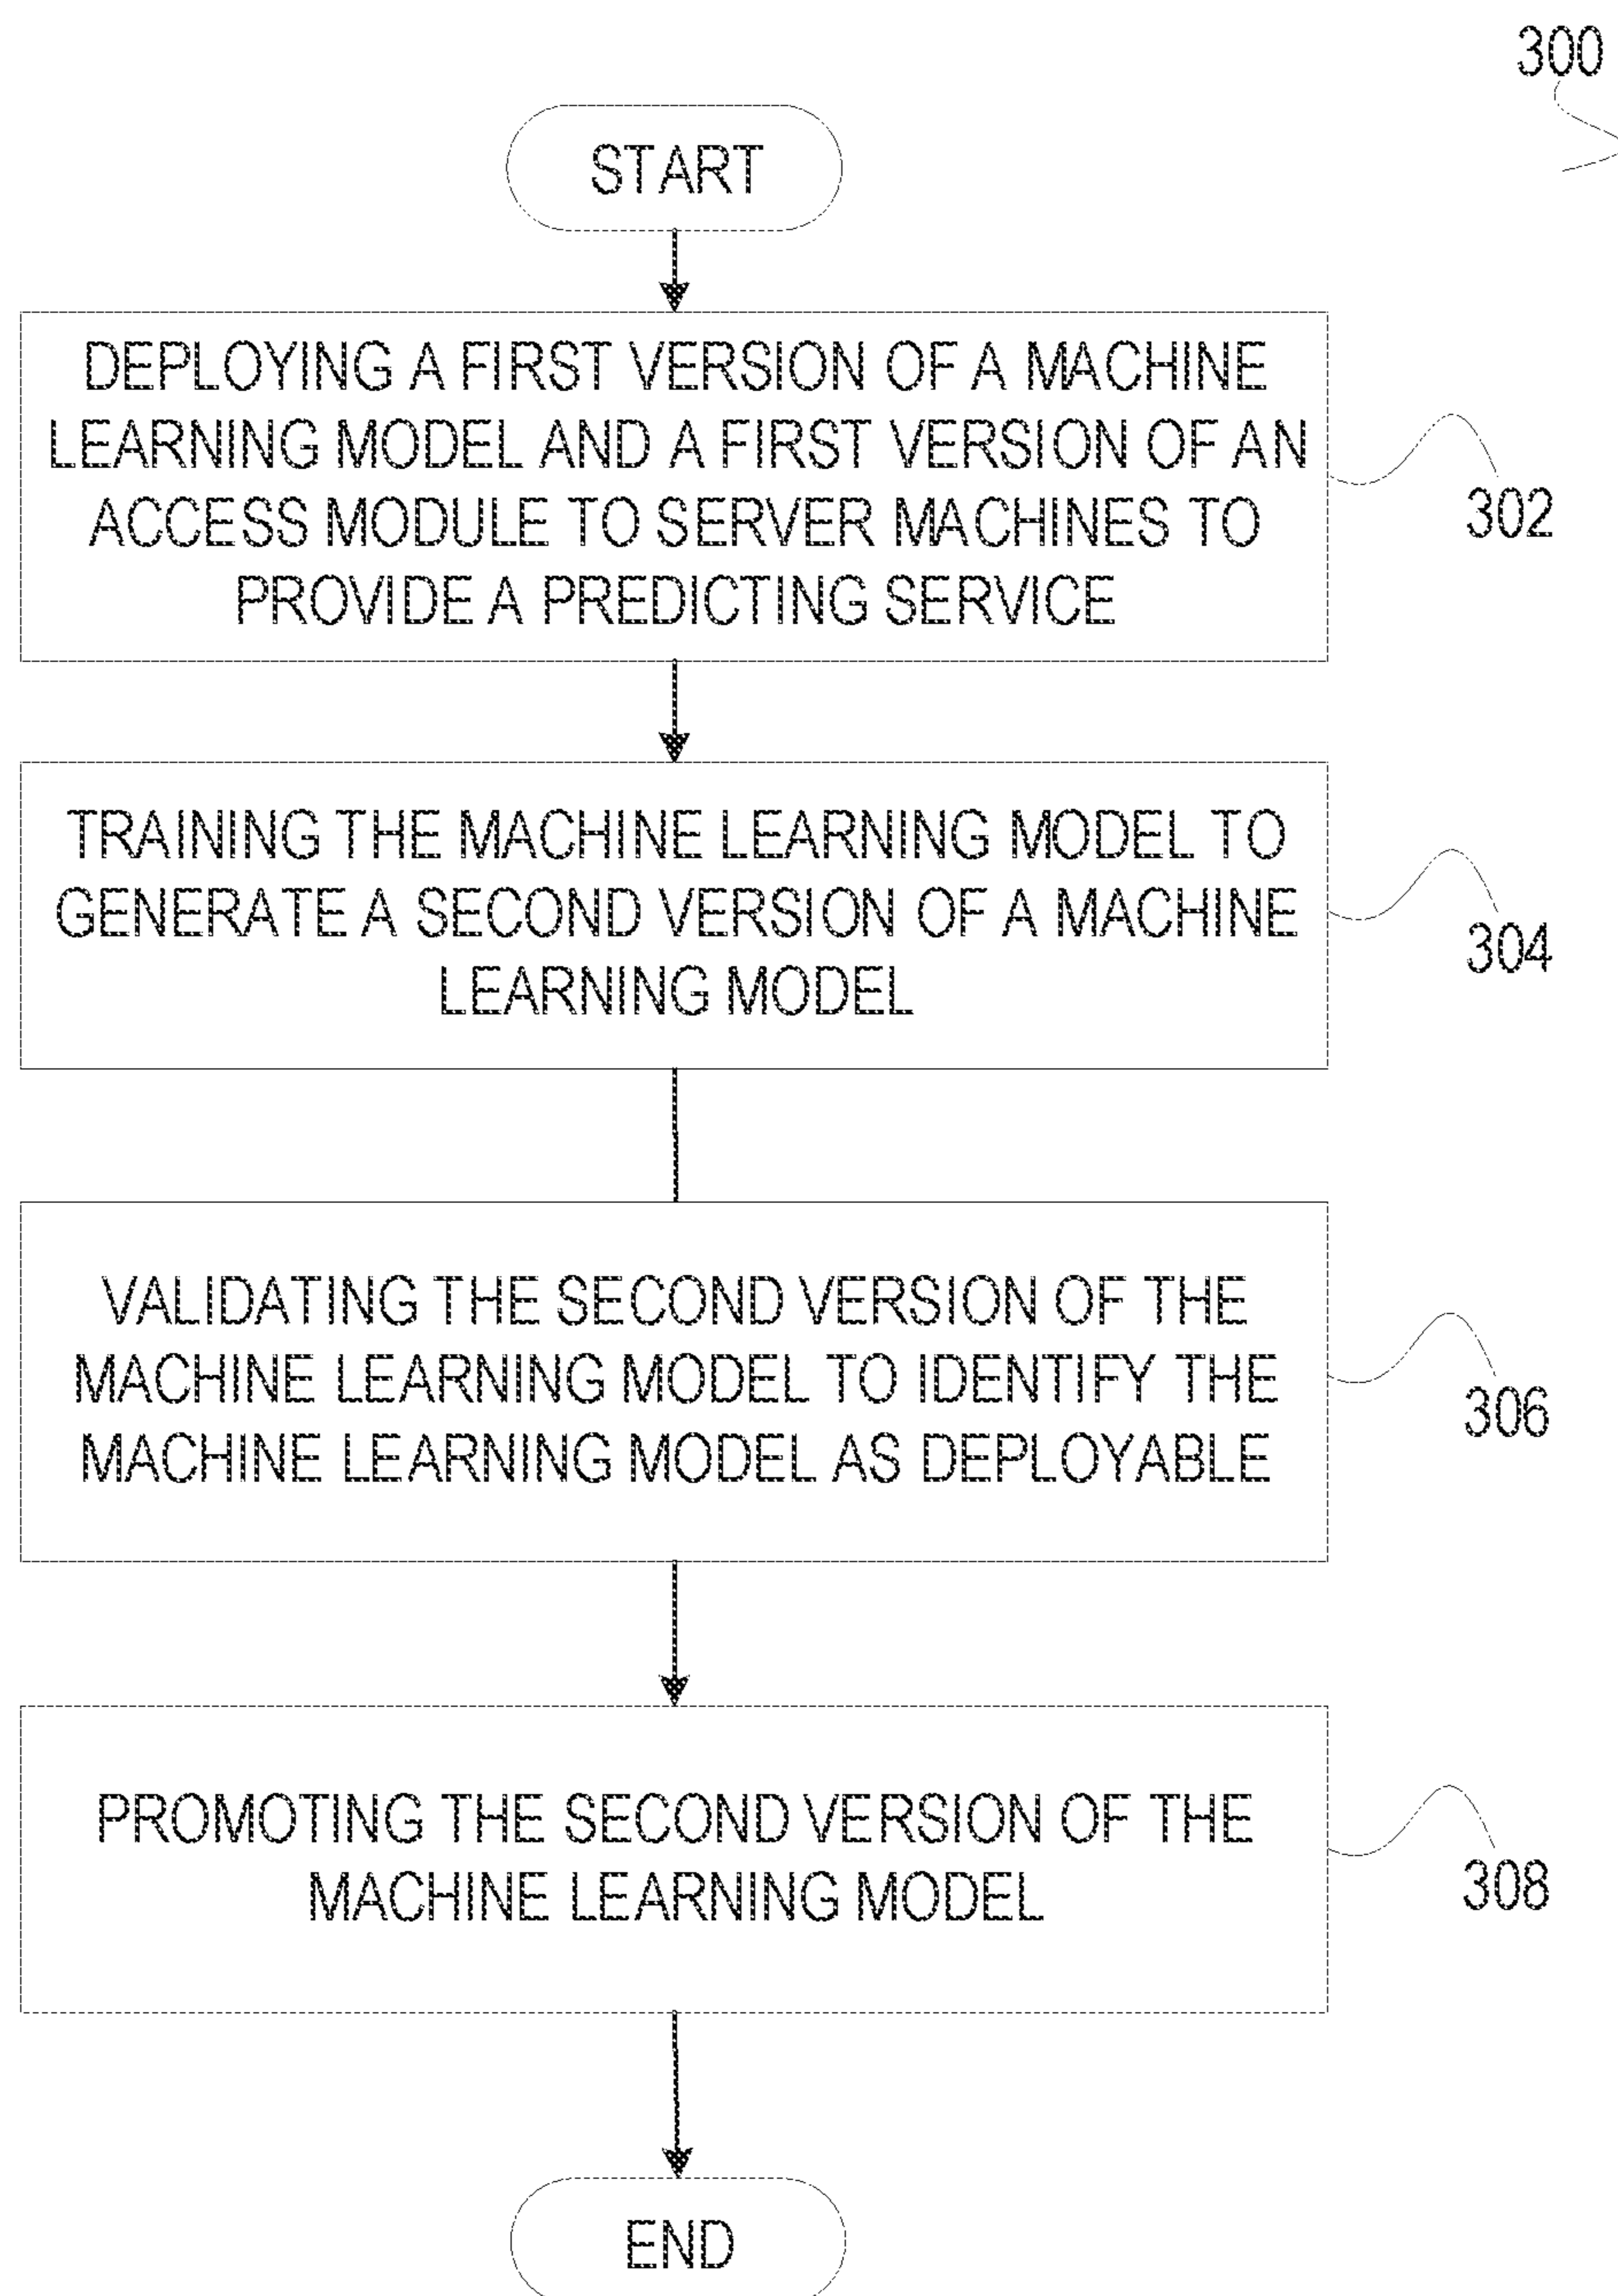 300
START
DEPLOYING A FIRST VERSION OF A MACHINE
LEARNING MODEL AND A FIRST VERSION OF AN
ACCESS MODULE TO SERVER MACHINES TO
PROVIDE A PREDICTING SERVICE
302
TRAINING THE MACHINE LEARNING MODEL TO
GENERATE A SECOND VERSION OF A MACHINE
LEARNING MODEL
304
VALIDATING THE SECOND VERSION OF THE
MACHINE LEARNING MODEL TO IDENTIFY THE
MACHINE LEARNING MODEL AS DEPLOYABLE
306
PROMOTING THE SECOND VERSION OF THE
MACHINE LEARNING MODEL
308
END